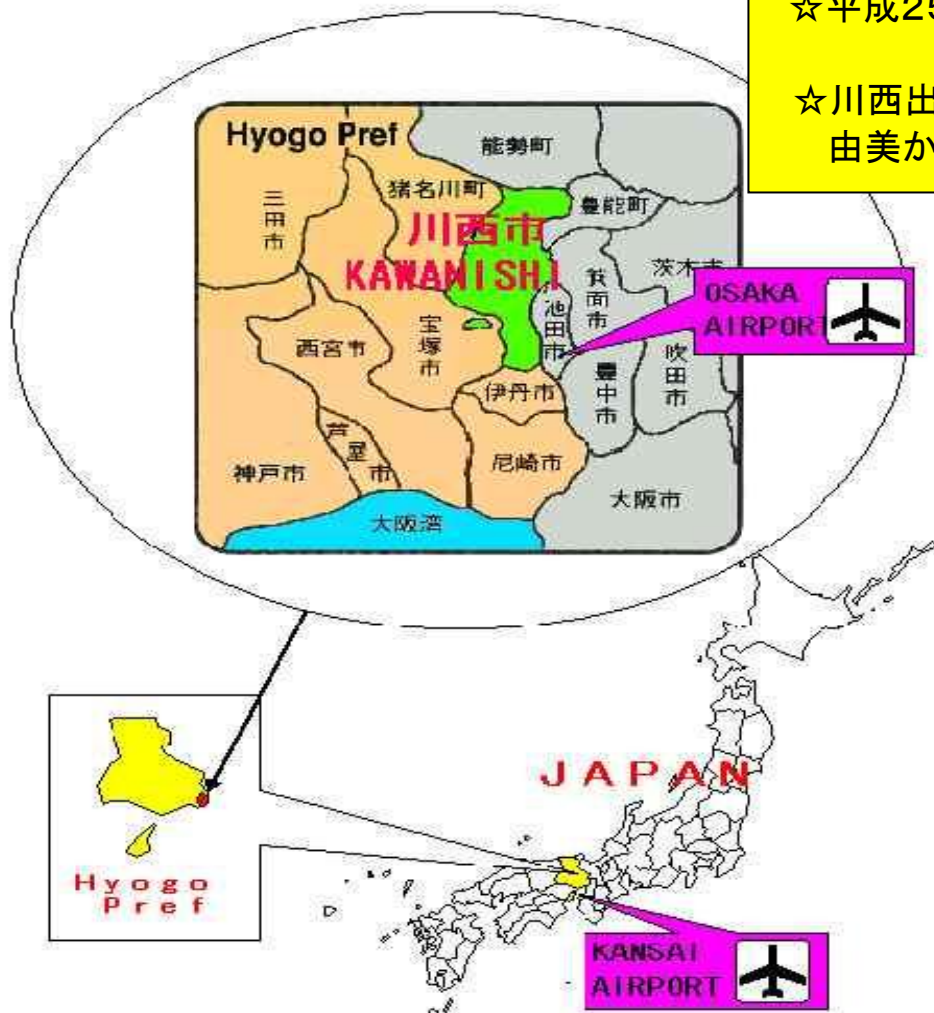 ☆平成25
☆川西出
由美か
Hyogo Pref
能勢町
猪名川町
豊能町
三田市
川西市
KAWANISHI
茨木市
箕面市
池田市
OSAKA
AIRPORT
宝塚市
西宮市
吹田市
豊中市
伊丹市
芦屋市
尼崎市
神戸市
大阪市
大阪湾
JAPAN
Hyogo
Pref
KANSAI
AIRPORT